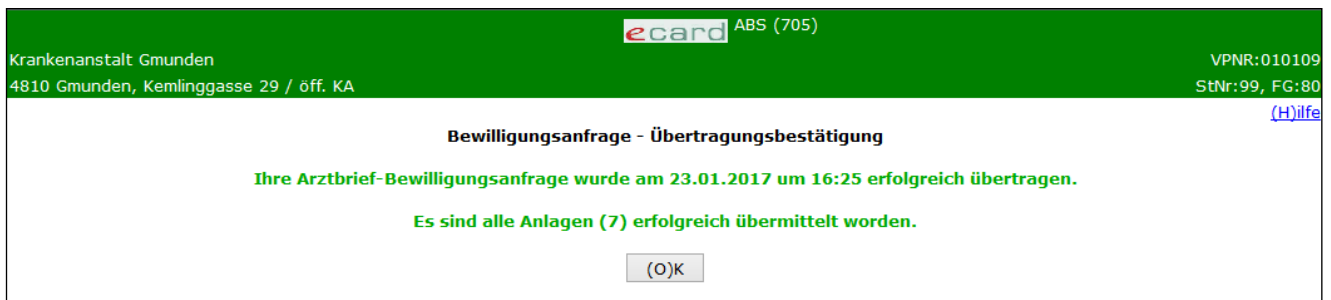 ecard ABS (705)
Krankenanstalt Gmunden VPNR:010109
4810 Gmunden, Kemlinggasse 29 / öff. KA StNr:99, FG:80
(H)ilfe
Bewilligungsanfrage - Übertragungsbestätigung
Ihre Arztbrief-Bewilligungsanfrage wurde am 23.01.2017 um 16:25 erfolgreich übertragen.
Es sind alle Anlagen (7) erfolgreich übermittelt worden.
(O)K